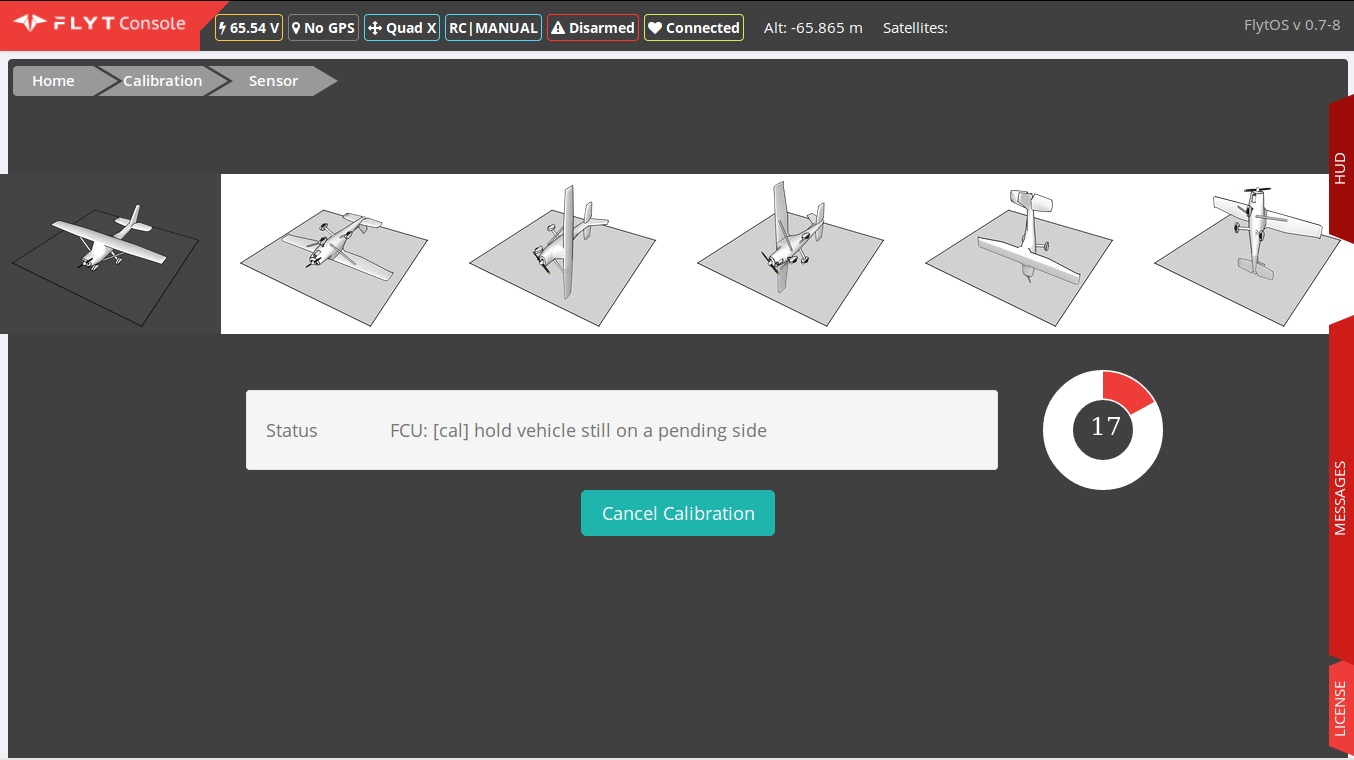 FLYT Console
65.54 V
No GPS
Quad X
RC|MANUAL
Disarmed
Connected
Alt: -65.865 m
Satellites:
FlytOS v 0.7-8
Home
Calibration
Sensor
HUD
Status
FCU: [cal] hold vehicle still on a pending side
17
Cancel Calibration
MESSAGES
LICENSE